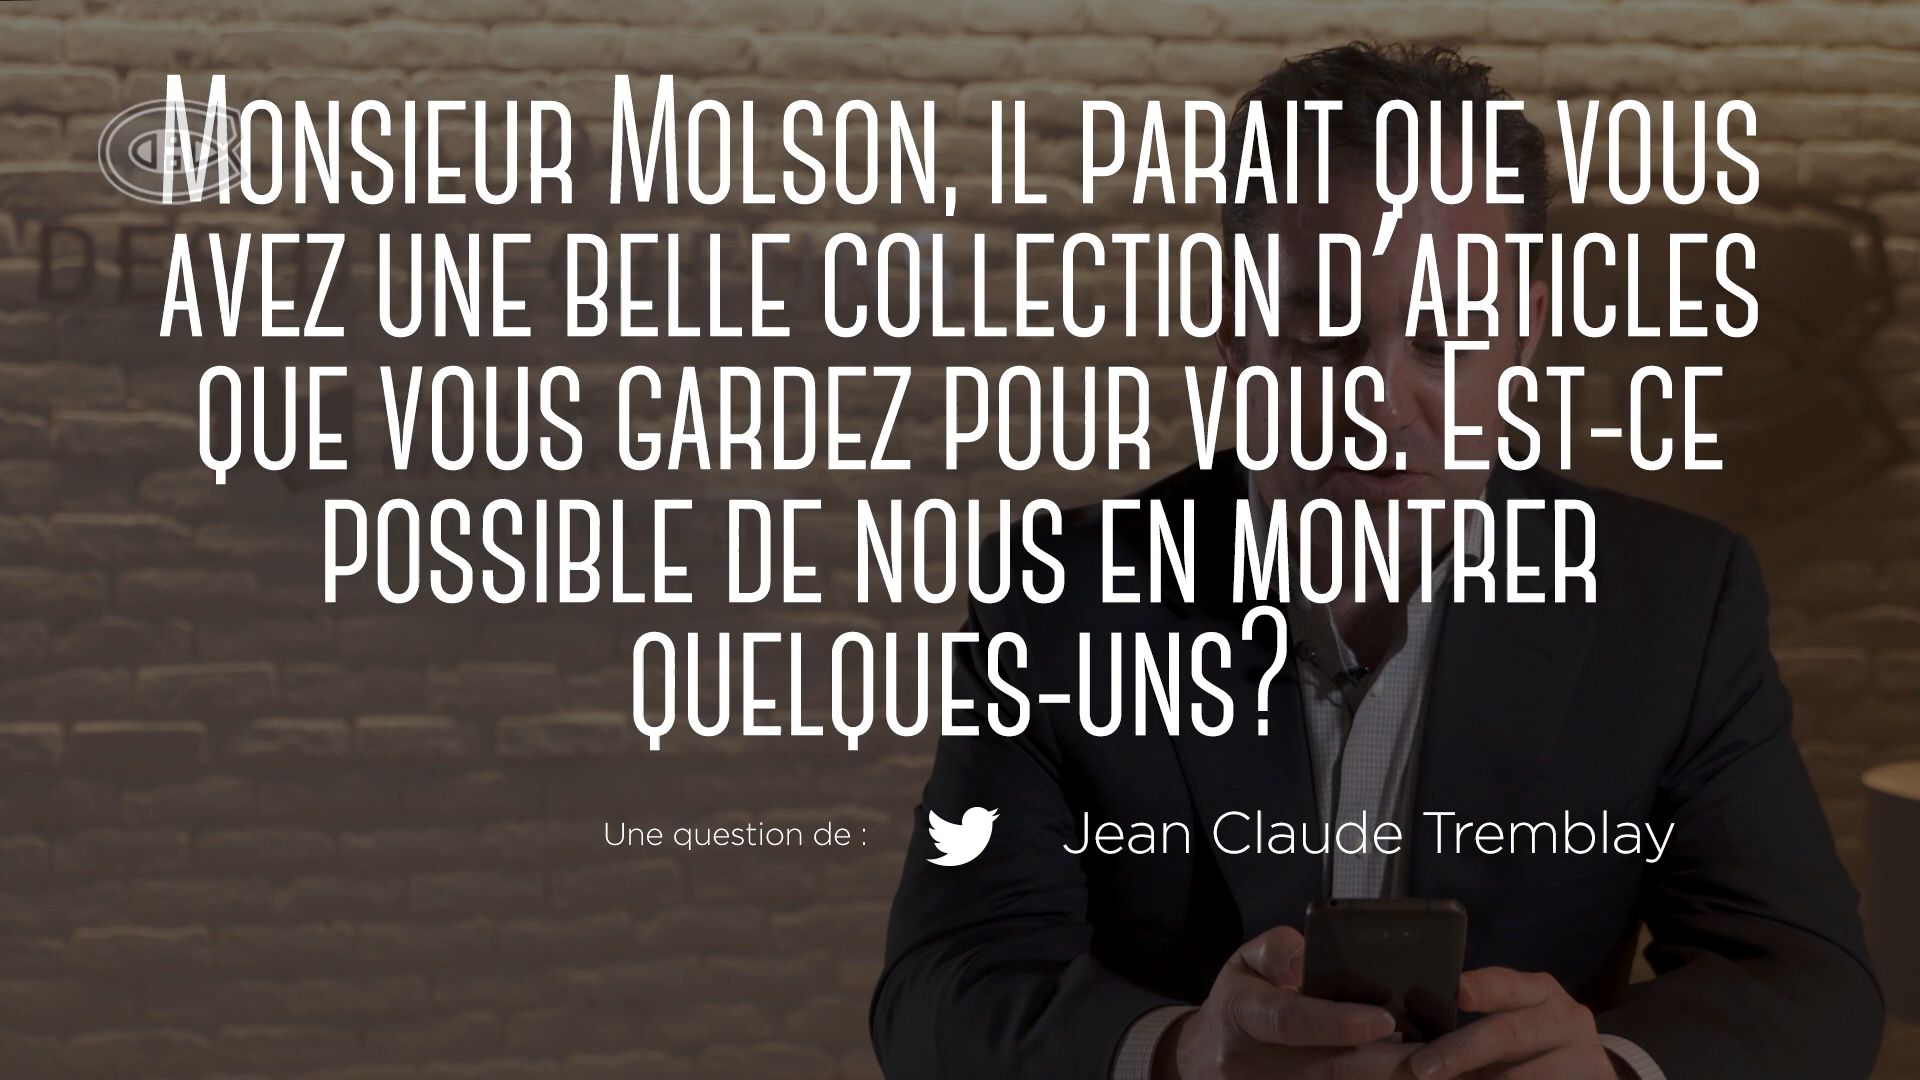 Monsieur Molson, il parait que vous
avez une belle collection d'articles
que vous gardez pour vous. Est-ce
possible de nous en montrer
quelques-uns?
Une question de :
Jean Claude Tremblay